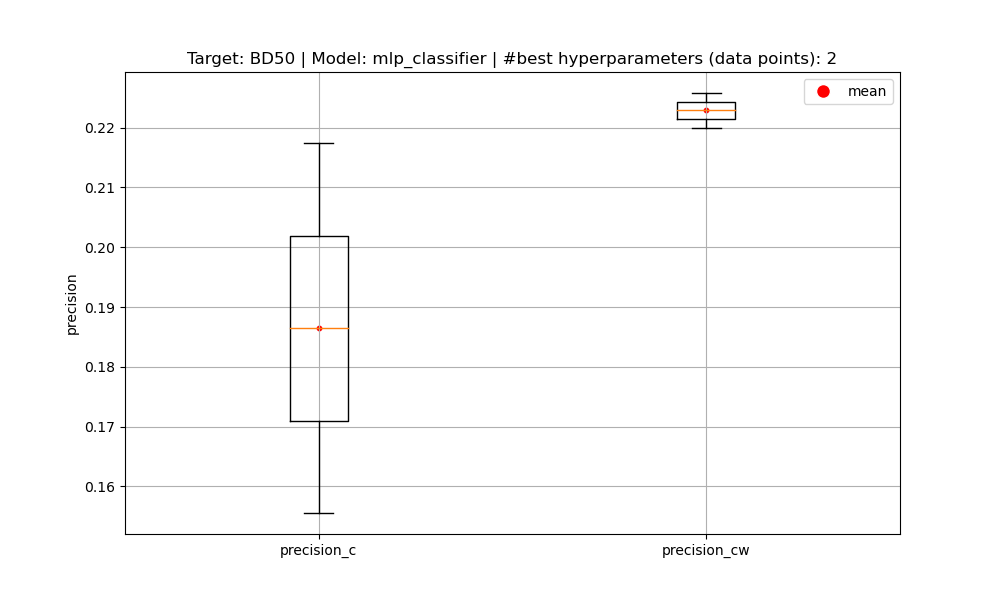 Target: BD50 | Model: mlp_classifier | #best hyperparameters (data points): 2
mean
0.22
0.21
0.20
0.19
0.18
0.17
0.16
precision
precision_c
precision_cw